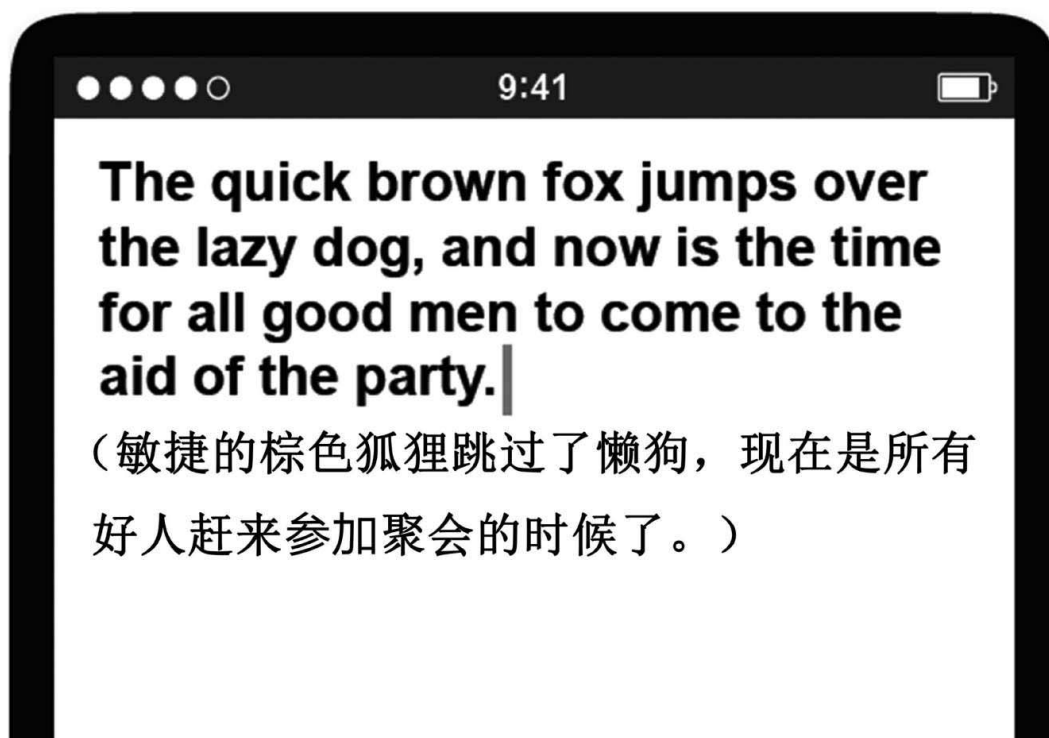 9:41
The quick brown fox jumps over
the lazy dog, and now is the time
for all good men to come to the
aid of the party.
（敏捷的棕色狐狸跳过了懒狗，现在是所有
好人赶来参加聚会的时候了。）